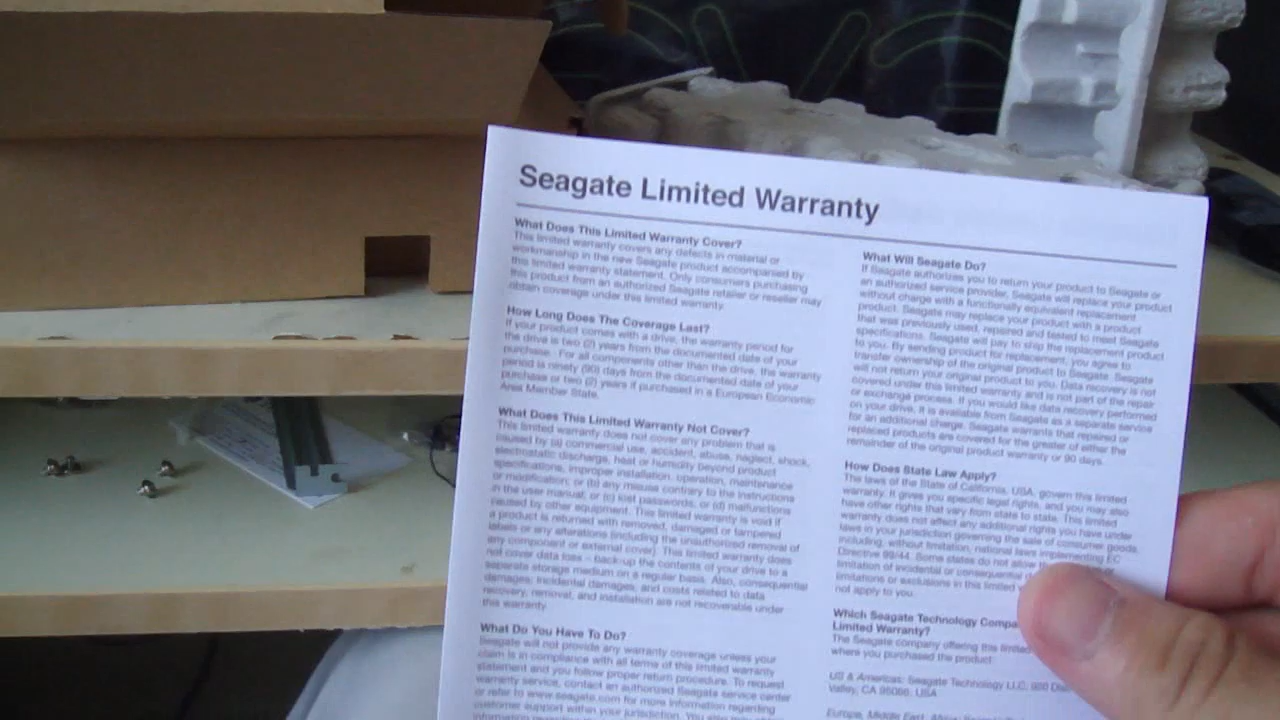 Seagate Limited Warranty
What Does This Limited Warranty Cover?
This limited warranty covers any defects in material or
workmanship in the new Seagate product accompanied by
this limited warranty statement. Only consumers purchasing
this product from an authorized Seagate retailer or reseller may
obtain coverage under this limited warranty.
How Long Does The Coverage Last?
If your product comes with a drive, the warranty period for
the drive is two (2) years from the documented date of your
purchase. For all components other than the drive, the warranty
period is ninety (90) days from the documented date of your
purchase or two (2) years if purchased in a European Economic
Area Member State.
What Does This Limited Warranty Not Cover?
This limited warranty does not cover any problem that is
caused by (a) commercial use, accident, abuse, neglect, shock,
electrostatic discharge, heat or humidity beyond product
specifications, improper installation, operation, maintenance
or modification; or (b) any misuse contrary to the instructions
in the user manual; or (c) lost passwords; or (d) malfunctions
caused by other equipment. This limited warranty is void if
a product is returned with removed, damaged or tampered
labels or any alterations (including the unauthorized removal of
any component or external cover). This limited warranty does
not cover data loss – back-up the contents of your drive to a
separate storage medium on a regular basis. Also, consequential
damages; incidental damages; and costs related to data
recovery, removal, and installation are not recoverable under
this warranty.
What Do You Have To Do?
Seagate will not provide any warranty coverage unless your
claim is in compliance with all terms of this limited warranty
statement and you follow proper return procedure. To request
warranty service, contact an authorized Seagate service center
or refer to www.seagate.com for more information regarding
customer support within your jurisdiction. You also may
What Will Seagate Do?
If Seagate authorizes you to return your product to Seagate or
an authorized service provider, Seagate will replace your product
without charge with a functionally equivalent replacement
product. Seagate may replace your product with a product
that was previously used, repaired and tested to meet Seagate
specifications. Seagate will pay to ship the replacement product
to you. By sending product for replacement, you agree to
transfer ownership of the original product to Seagate. Seagate
will not return your original product to you. Data recovery is not
covered under this limited warranty and is not part of the repair
or exchange process. If you would like data recovery performed
on your drive, it is available from Seagate as a separate service
for an additional charge. Seagate warrants that repaired or
replaced products are covered for the greater of either the
remainder of the original product warranty or 90 days.
How Does State Law Apply?
The laws of the State of California, USA, govern this limited
warranty. It gives you specific legal rights, and you may also
have other rights that vary from state to state. This limited
warranty does not affect any additional rights you have under
laws in your jurisdiction governing the sale of consumer goods,
including, without limitation, national laws implementing EC
Directive 99/44. Some states do not allow
limitation of incidental or consequential
limitations or exclusions in this limited
not apply to you.
Which Seagate Technology Compa
Limited Warranty?
The Seagate company offering this limited
where you purchased the product:
US & Americas: Seagate Technology LLC, 920 Dis
Valley, CA 95066, USA
Europe, Middle East, Africa: Seagate